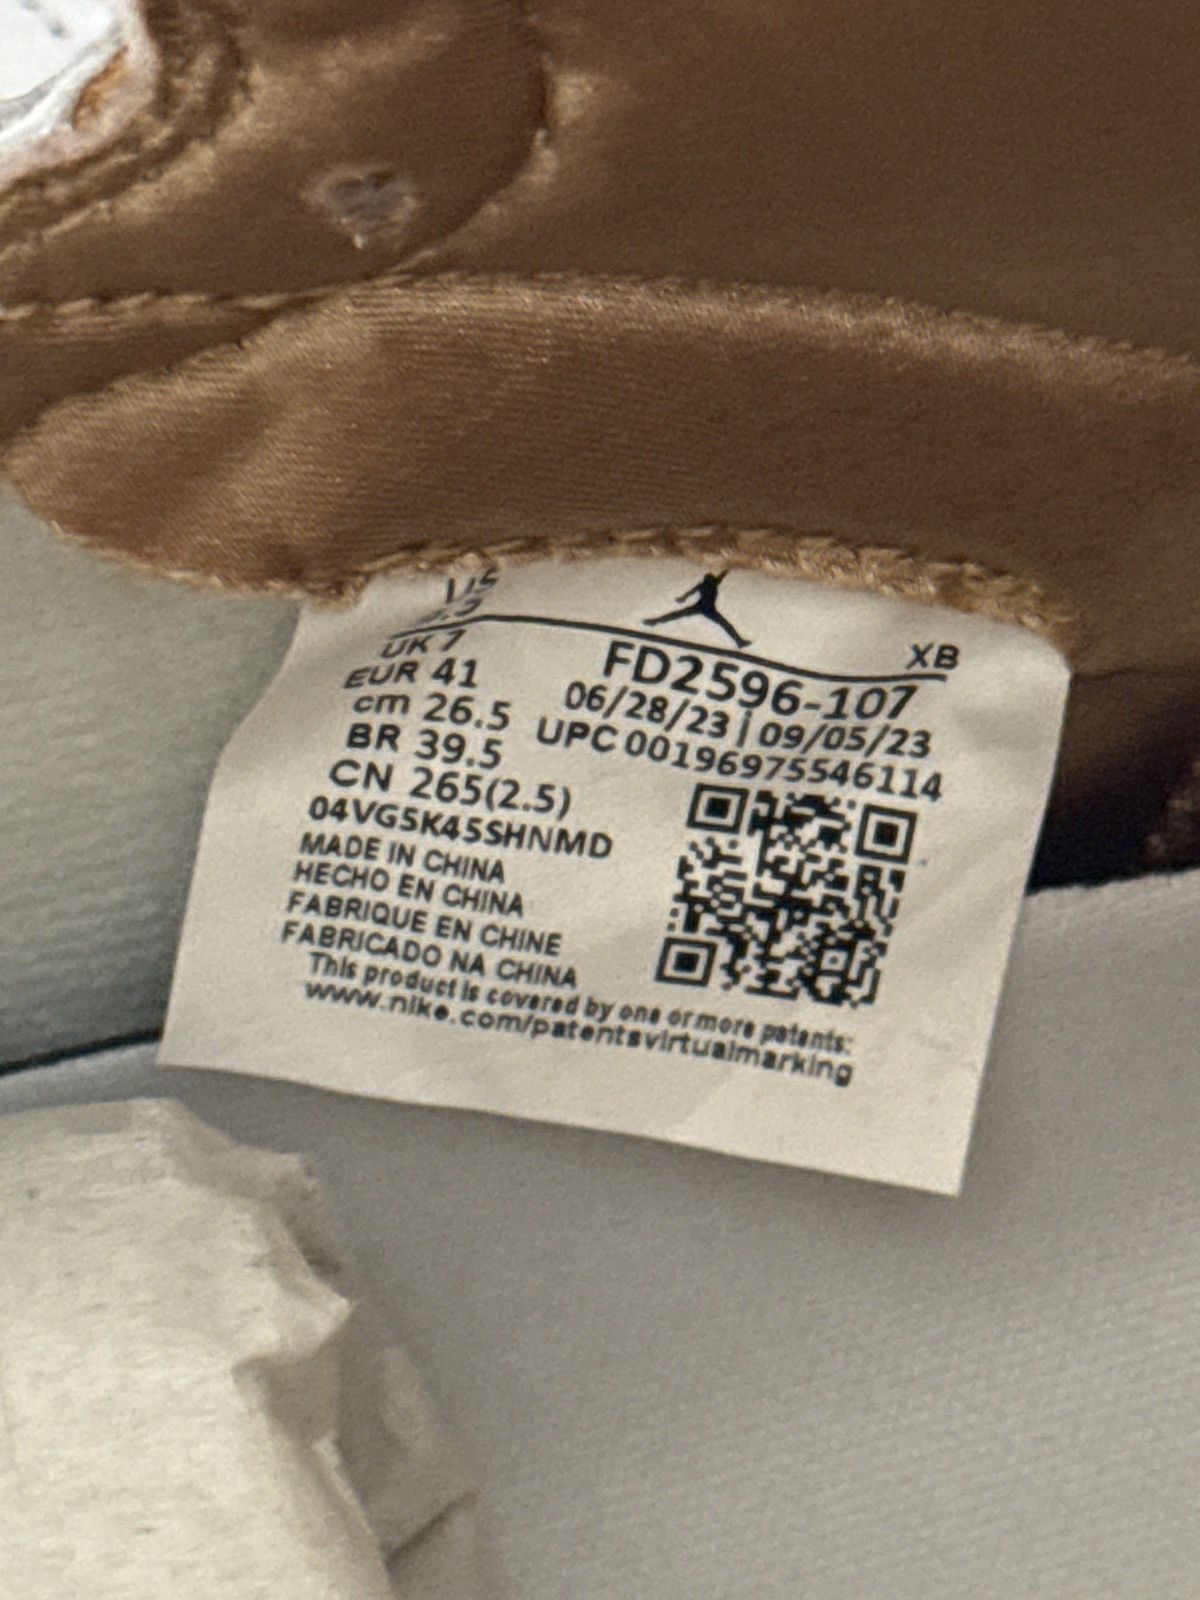 US
UK 7
EUR 41
cm 26.5
BR 39.5
CN 265(2.5)
04VG5K45SHNMD
MADE IN CHINA
HECHO EN CHINA
FABRIQUE EN CHINE
FABRICADO NA CHINA
XB
FD2596-107
06/28/23 | 09/05/23
UPC 00196975546114
This product is covered by one or more patents:
www.nike.com/patentsvirtualmarking